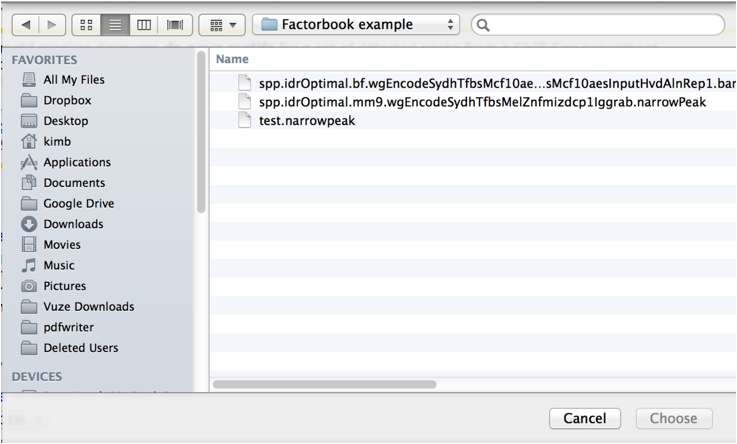 Factorbook example
FAVORITES
All My Files
Dropbox
Desktop
kimb
Applications
Documents
Google Drive
Downloads
Movies
Music
Pictures
Vuze Downloads
pdfwriter
Deleted Users
DEVICES
Name
spp.idrOptimal.bf.wgEncodeSydhTfbsMcf10ae...sMcf10aesInputHvdAlnRep1.bar
spp.idrOptimal.mm9.wgEncodeSydhTfbsMelZnfmizdcp1Iggrab.narrowPeak
test.narrowpeak
Cancel
Choose